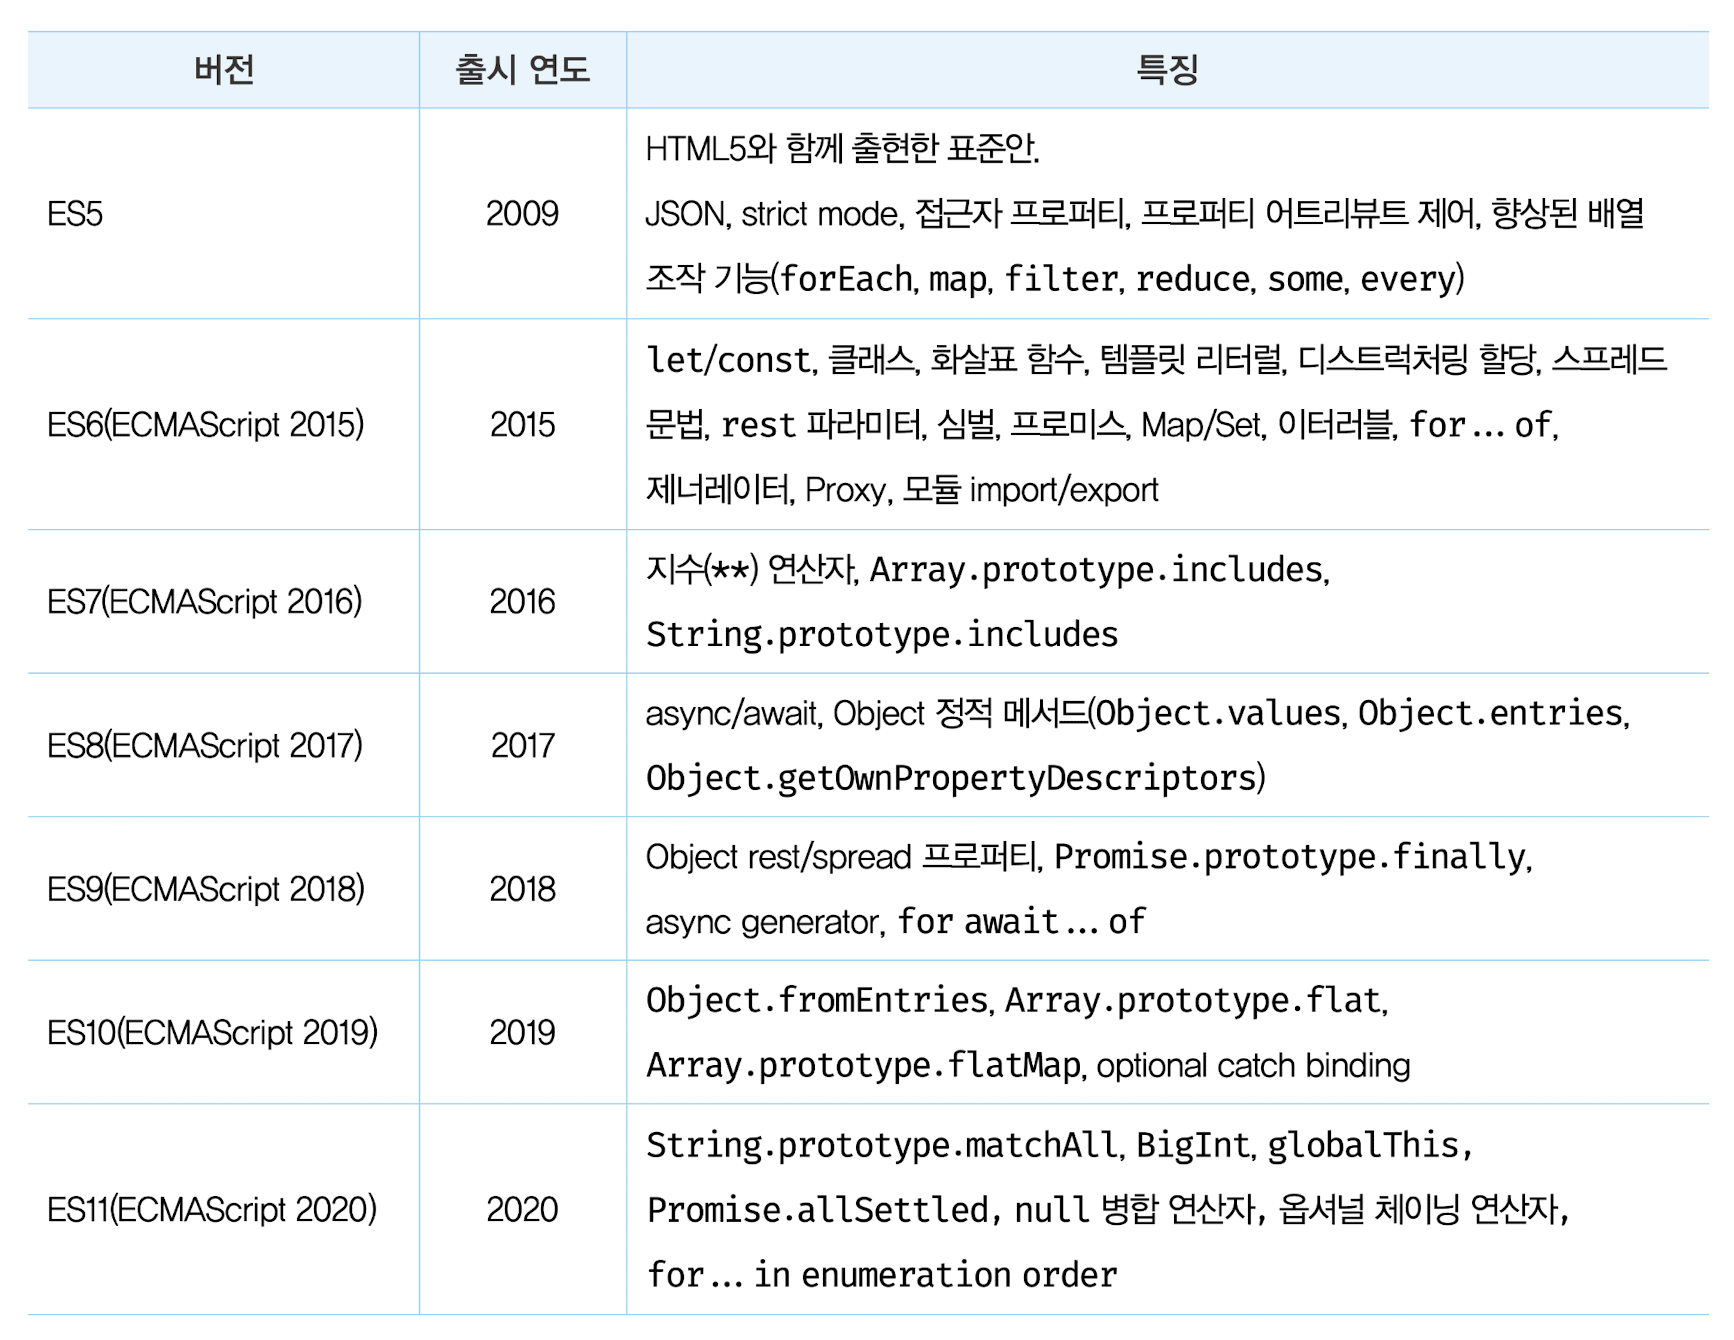 버전 출시 연도 특징
HTML5와 함께 출현한 표준안.
ES5 2009 JSON, strict mode, 접근자 프로퍼티, 프로퍼티 어트리뷰트 제어, 향상된 배열
조작 기능(forEach, map, filter, reduce, some, every)
let/const, 클래스, 화살표 함수, 템플릿 리터럴, 디스트럭처링 할당, 스프레드
ES6(ECMAScript 2015) 2015 문법, rest 파라미터, 심벌, 프로미스, Map/Set, 이터러블, for...of,
제너레이터, Proxy, 모듈 import/export
ES7(ECMAScript 2016) 2016 지수(**) 연산자, Array.prototype.includes,
String.prototype.includes
ES8(ECMAScript 2017) 2017 async/await, Object 정적 메서드(Object.values, Object.entries,
Object.getOwnPropertyDescriptors)
ES9(ECMAScript 2018) 2018 Object rest/spread 프로퍼티, Promise.prototype.finally,
async generator, for await...of
ES10(ECMAScript 2019) 2019 Object.fromEntries, Array.prototype.flat,
Array.prototype.flatMap, optional catch binding
String.prototype.matchAll, BigInt, globalThis,
ES11(ECMAScript 2020) 2020 Promise.allSettled, null 병합 연산자, 옵셔널 체이닝 연산자,
for...in enumeration order